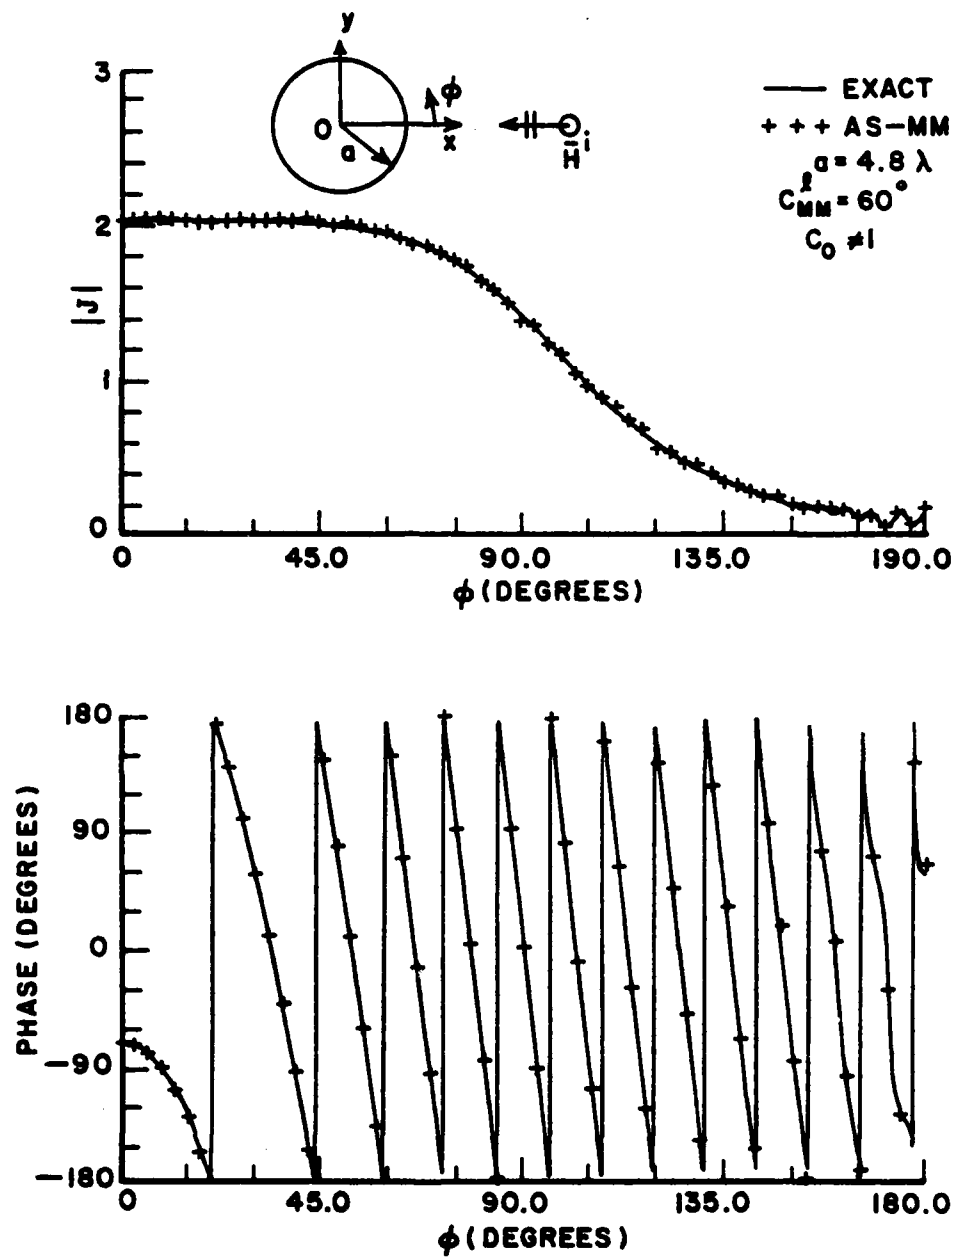 y
3
φ
EXACT
O
x
H̄ⁱ
+ + + AS-MM
a
a = 4.8 λ
C^ℓ_MM = 60°
2
C_0 ≠ 1
|J|
1
0
0 45.0 90.0 135.0 190.0
φ (DEGREES)
180
90
0
-90
-180
PHASE (DEGREES)
0 45.0 90.0 135.0 180.0
φ (DEGREES)